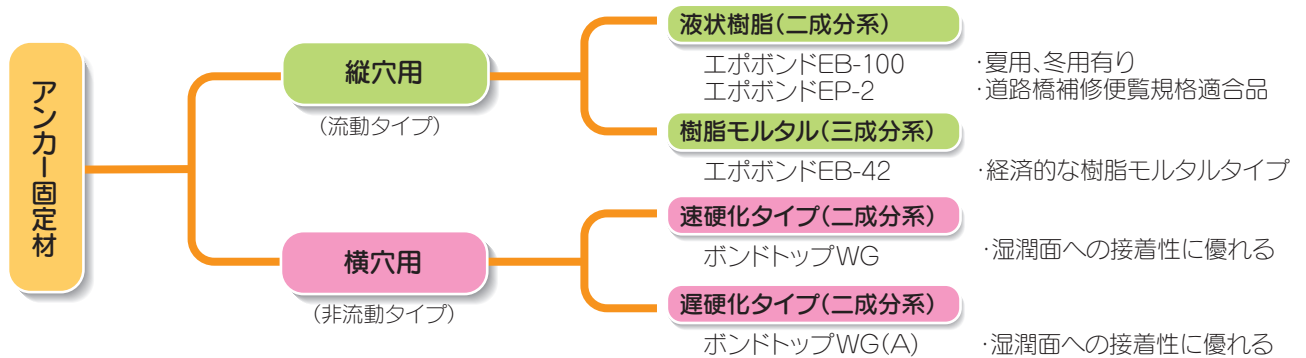 アンカー固定材
縦穴用
(流動タイプ)
液状樹脂(二成分系)
エポボンドEB-100 ・夏用、冬用有り
エポボンドEP-2 ・道路橋補修便覧規格適合品
樹脂モルタル(三成分系)
エポボンドEB-42 ・経済的な樹脂モルタルタイプ
横穴用
(非流動タイプ)
速硬化タイプ(二成分系)
ボンドトップWG ・湿潤面への接着性に優れる
遅硬化タイプ(二成分系)
ボンドトップWG(A) ・湿潤面への接着性に優れる